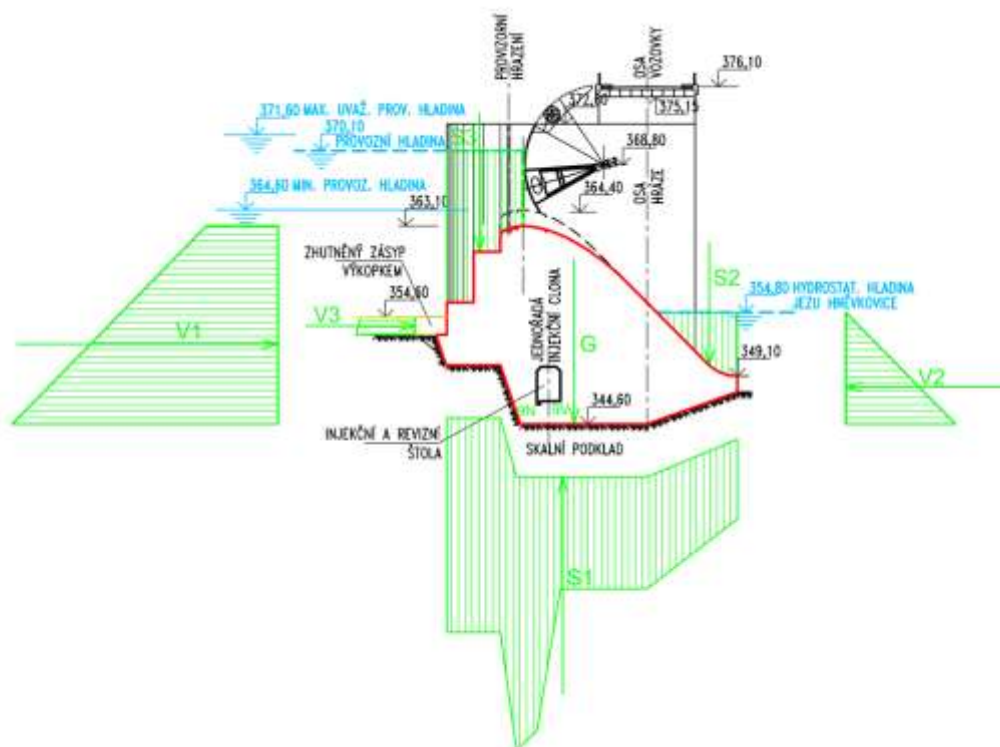 PROVIZORNÍ
HRAZENÍ
OSA
VOZOVKY
376,10
375,15
371,60 MAX. UVAŽ. PROV. HLADINA
370,10
PROVOZNÍ HLADINA
S3
368,80
364,60 MIN. PROVOZ. HLADINA
364,40
OSA
HRÁZE
363,10
ZHUTNĚNÝ ZÁSYP
VÝKOPKEM
354,60
V3
V1
JEDNOŘADÁ
INJEKČNÍ CLONA
G
S2
354,80 HYDROSTAT. HLADINA
JEZU HNĚVKOVICE
349,10
V2
344,60
INJEKČNÍ A REVIZNÍ
ŠTOLA
SKALNÍ PODKLAD
S1